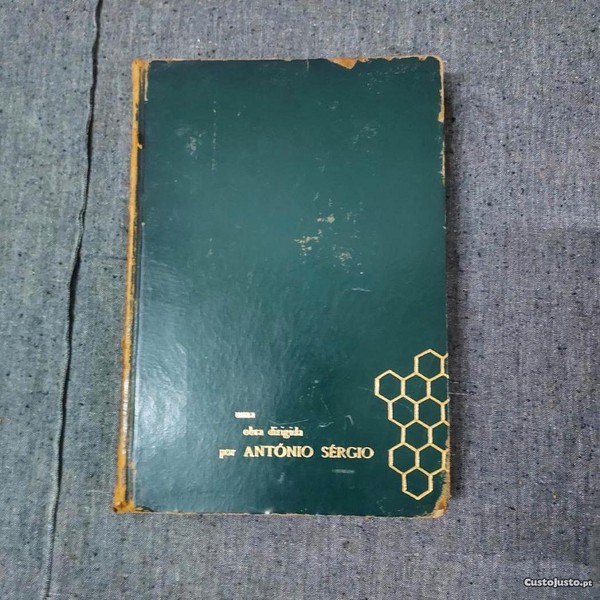 uma
obra dirigida
por ANTÓNIO SÉRGIO
CustoJusto.pt